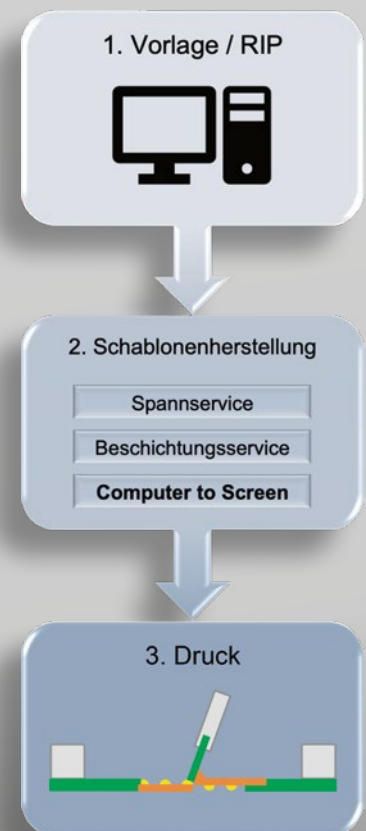 1. Vorlage / RIP
2. Schablonenherstellung
Spannservice
Beschichtungsservice
Computer to Screen
3. Druck